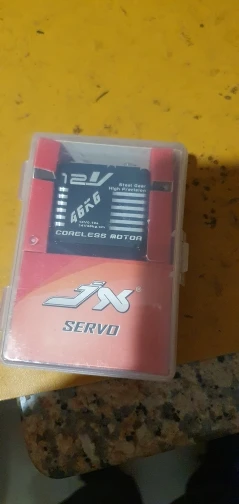 12V
Steel Gear
High Precision
46KG
CORELESS MOTOR
JX
SERVO